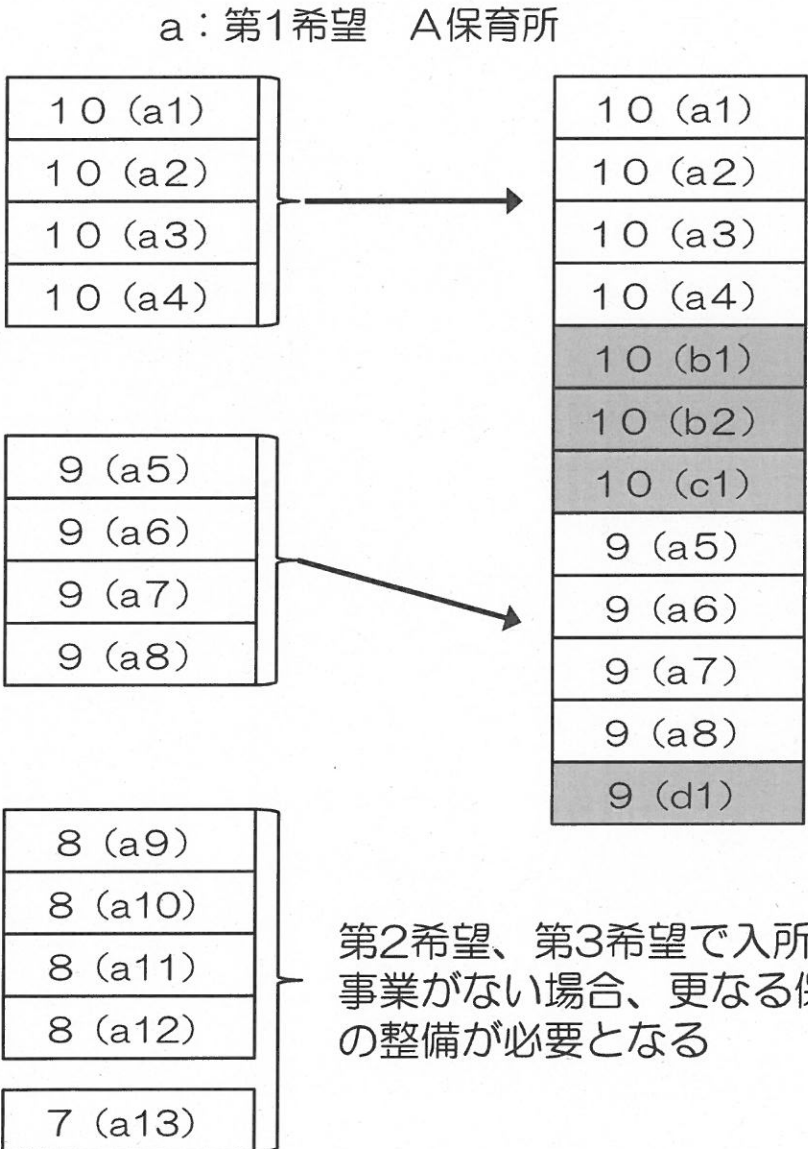 a：第1希望　A保育所
10（a1）
10（a2）
10（a3）
10（a4）
9（a5）
9（a6）
9（a7）
9（a8）
8（a9）
8（a10）
8（a11）
8（a12）
7（a13）
10（a1）
10（a2）
10（a3）
10（a4）
10（b1）
10（b2）
10（c1）
9（a5）
9（a6）
9（a7）
9（a8）
9（d1）
第2希望、第3希望で入所
事業がない場合、更なる
の整備が必要となる